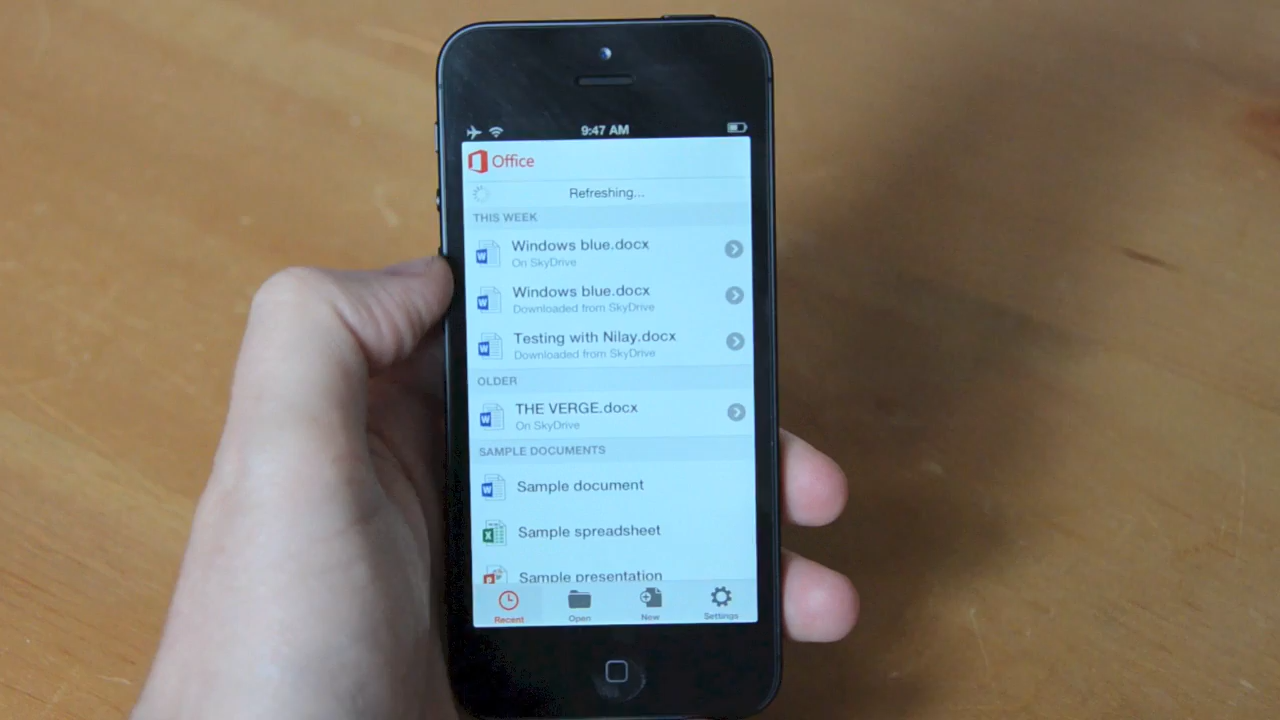 9:47 AM
Office
Refreshing...
THIS WEEK
Windows blue.docx
On SkyDrive
Windows blue.docx
Downloaded from SkyDrive
Testing with Nilay.docx
Downloaded from SkyDrive
OLDER
THE VERGE.docx
On SkyDrive
SAMPLE DOCUMENTS
Sample document
Sample spreadsheet
Sample presentation
Recent Open New Settings